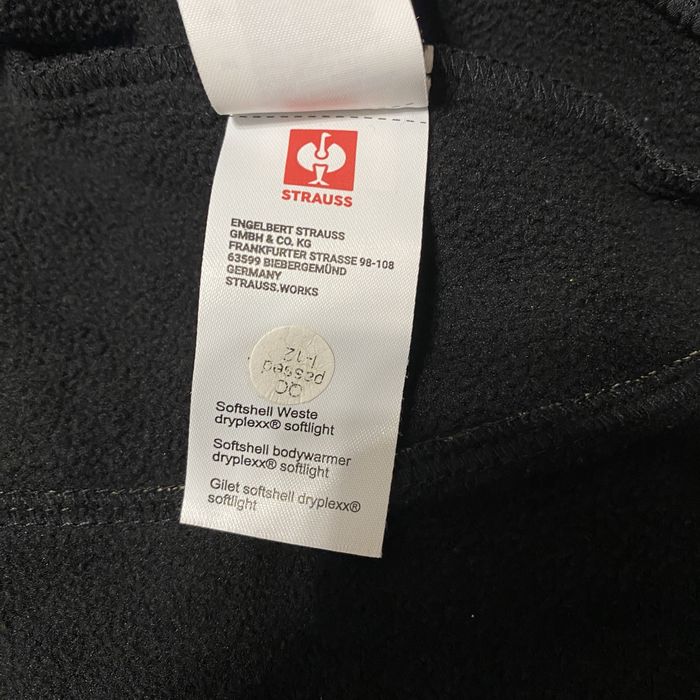 STRAUSS
ENGELBERT STRAUSS
GMBH & CO. KG
FRANKFURTER STRASSE 98-108
63599 BIEBERGEMÜND
GERMANY
STRAUSS.WORKS
QC
passed
1-12
Softshell Weste
dryplexx® softlight
Softshell bodywarmer
dryplexx® softlight
Gilet softshell dryplexx®
softlight